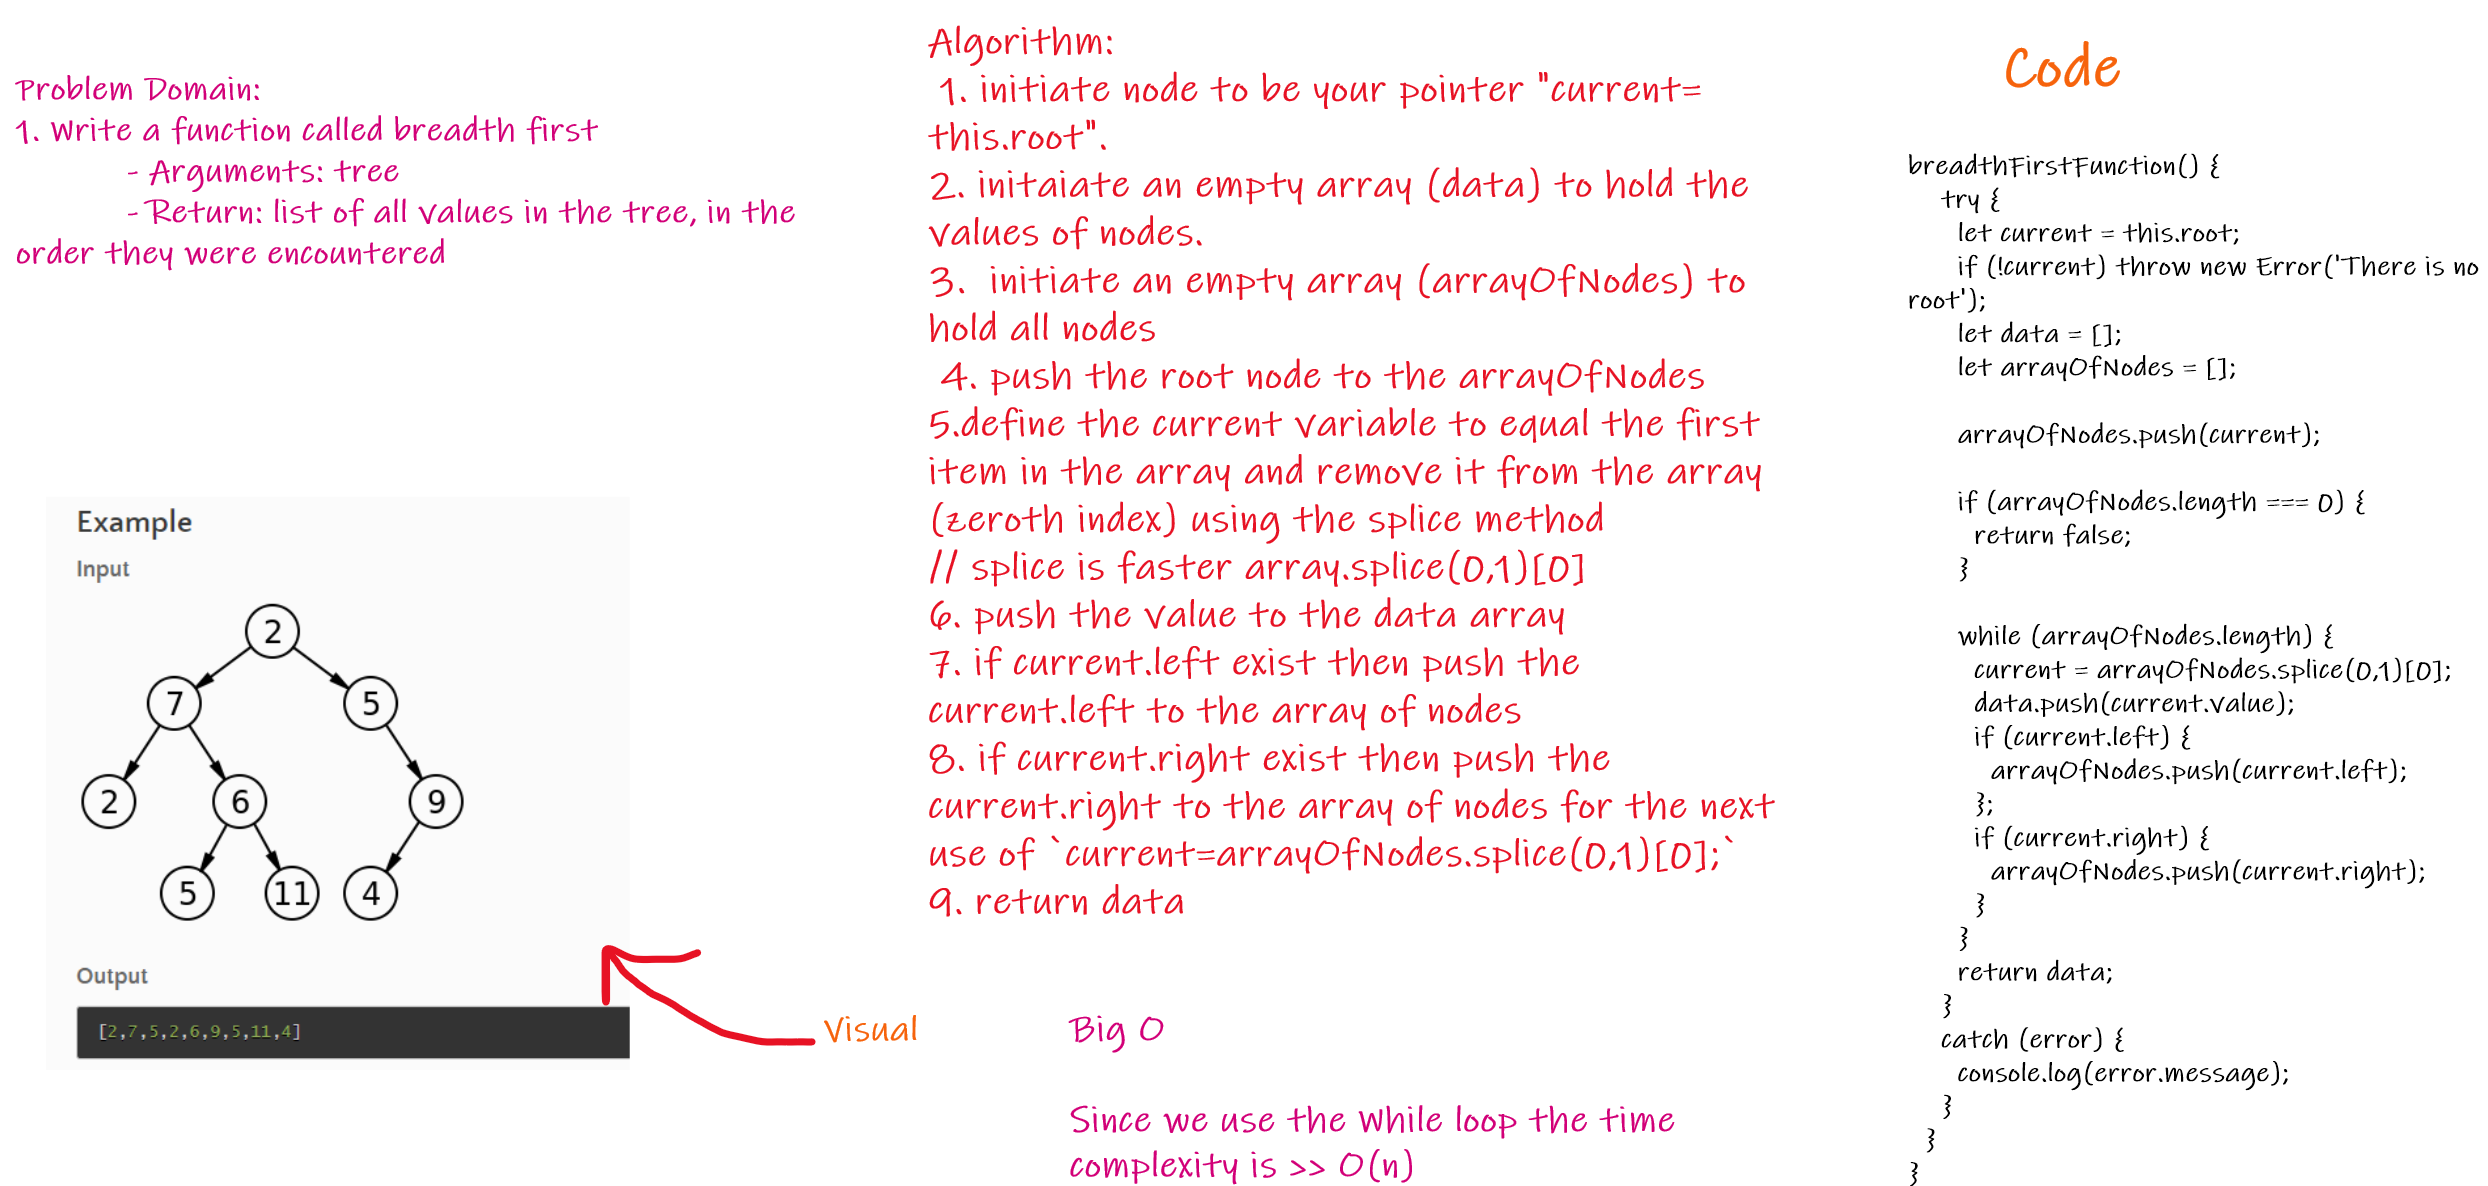 Problem Domain:
1. Write a function called breadth first
- Arguments: tree
- Return: list of all values in the tree, in the
order they were encountered
Example
Input
2
7
5
2
6
9
5
11
4
Output
[2,7,5,2,6,9,5,11,4]
Visual
Algorithm:
1. initiate node to be your pointer "current=
this.root".
2. initaiate an empty array (data) to hold the
values of nodes.
3. initiate an empty array (arrayOfNodes) to
hold all nodes
4. push the root node to the arrayOfNodes
5.define the current variable to equal the first
item in the array and remove it from the array
(zeroth index) using the splice method
// splice is faster array.splice(0,1)[0]
6. push the value to the data array
7. if current.left exist then push the
current.left to the array of nodes
8. if current.right exist then push the
current.right to the array of nodes for the next
use of `current=arrayOfNodes.splice(0,1)[0];`
9. return data
Big O
Since we use the While loop the time
complexity is >> O(n)
Code
breadthFirstFunction() {
try {
let current = this.root;
if (!current) throw new Error('There is no
root');
let data = [];
let arrayOfNodes = [];
arrayOfNodes.push(current);
if (arrayOfNodes.length === 0) {
return false;
}
while (arrayOfNodes.length) {
current = arrayOfNodes.splice(0,1)[0];
data.push(current.value);
if (current.left) {
arrayOfNodes.push(current.left);
};
if (current.right) {
arrayOfNodes.push(current.right);
}
}
return data;
}
catch (error) {
console.log(error.message);
}
}
}